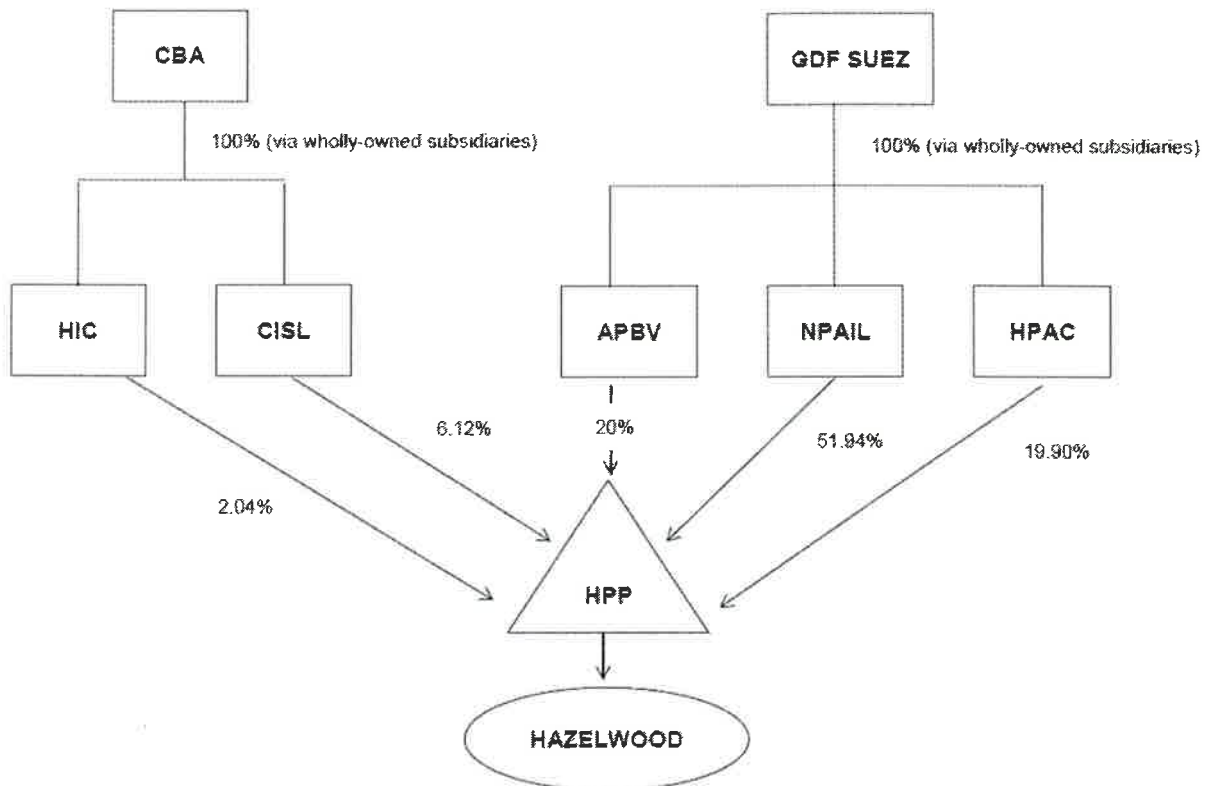 CBA
GDF SUEZ
100% (via wholly-owned subsidiaries)
100% (via wholly-owned subsidiaries)
HIC
CISL
APBV
NPAIL
HPAC
6.12%
20%
51.94%
19.90%
2.04%
HPP
HAZELWOOD